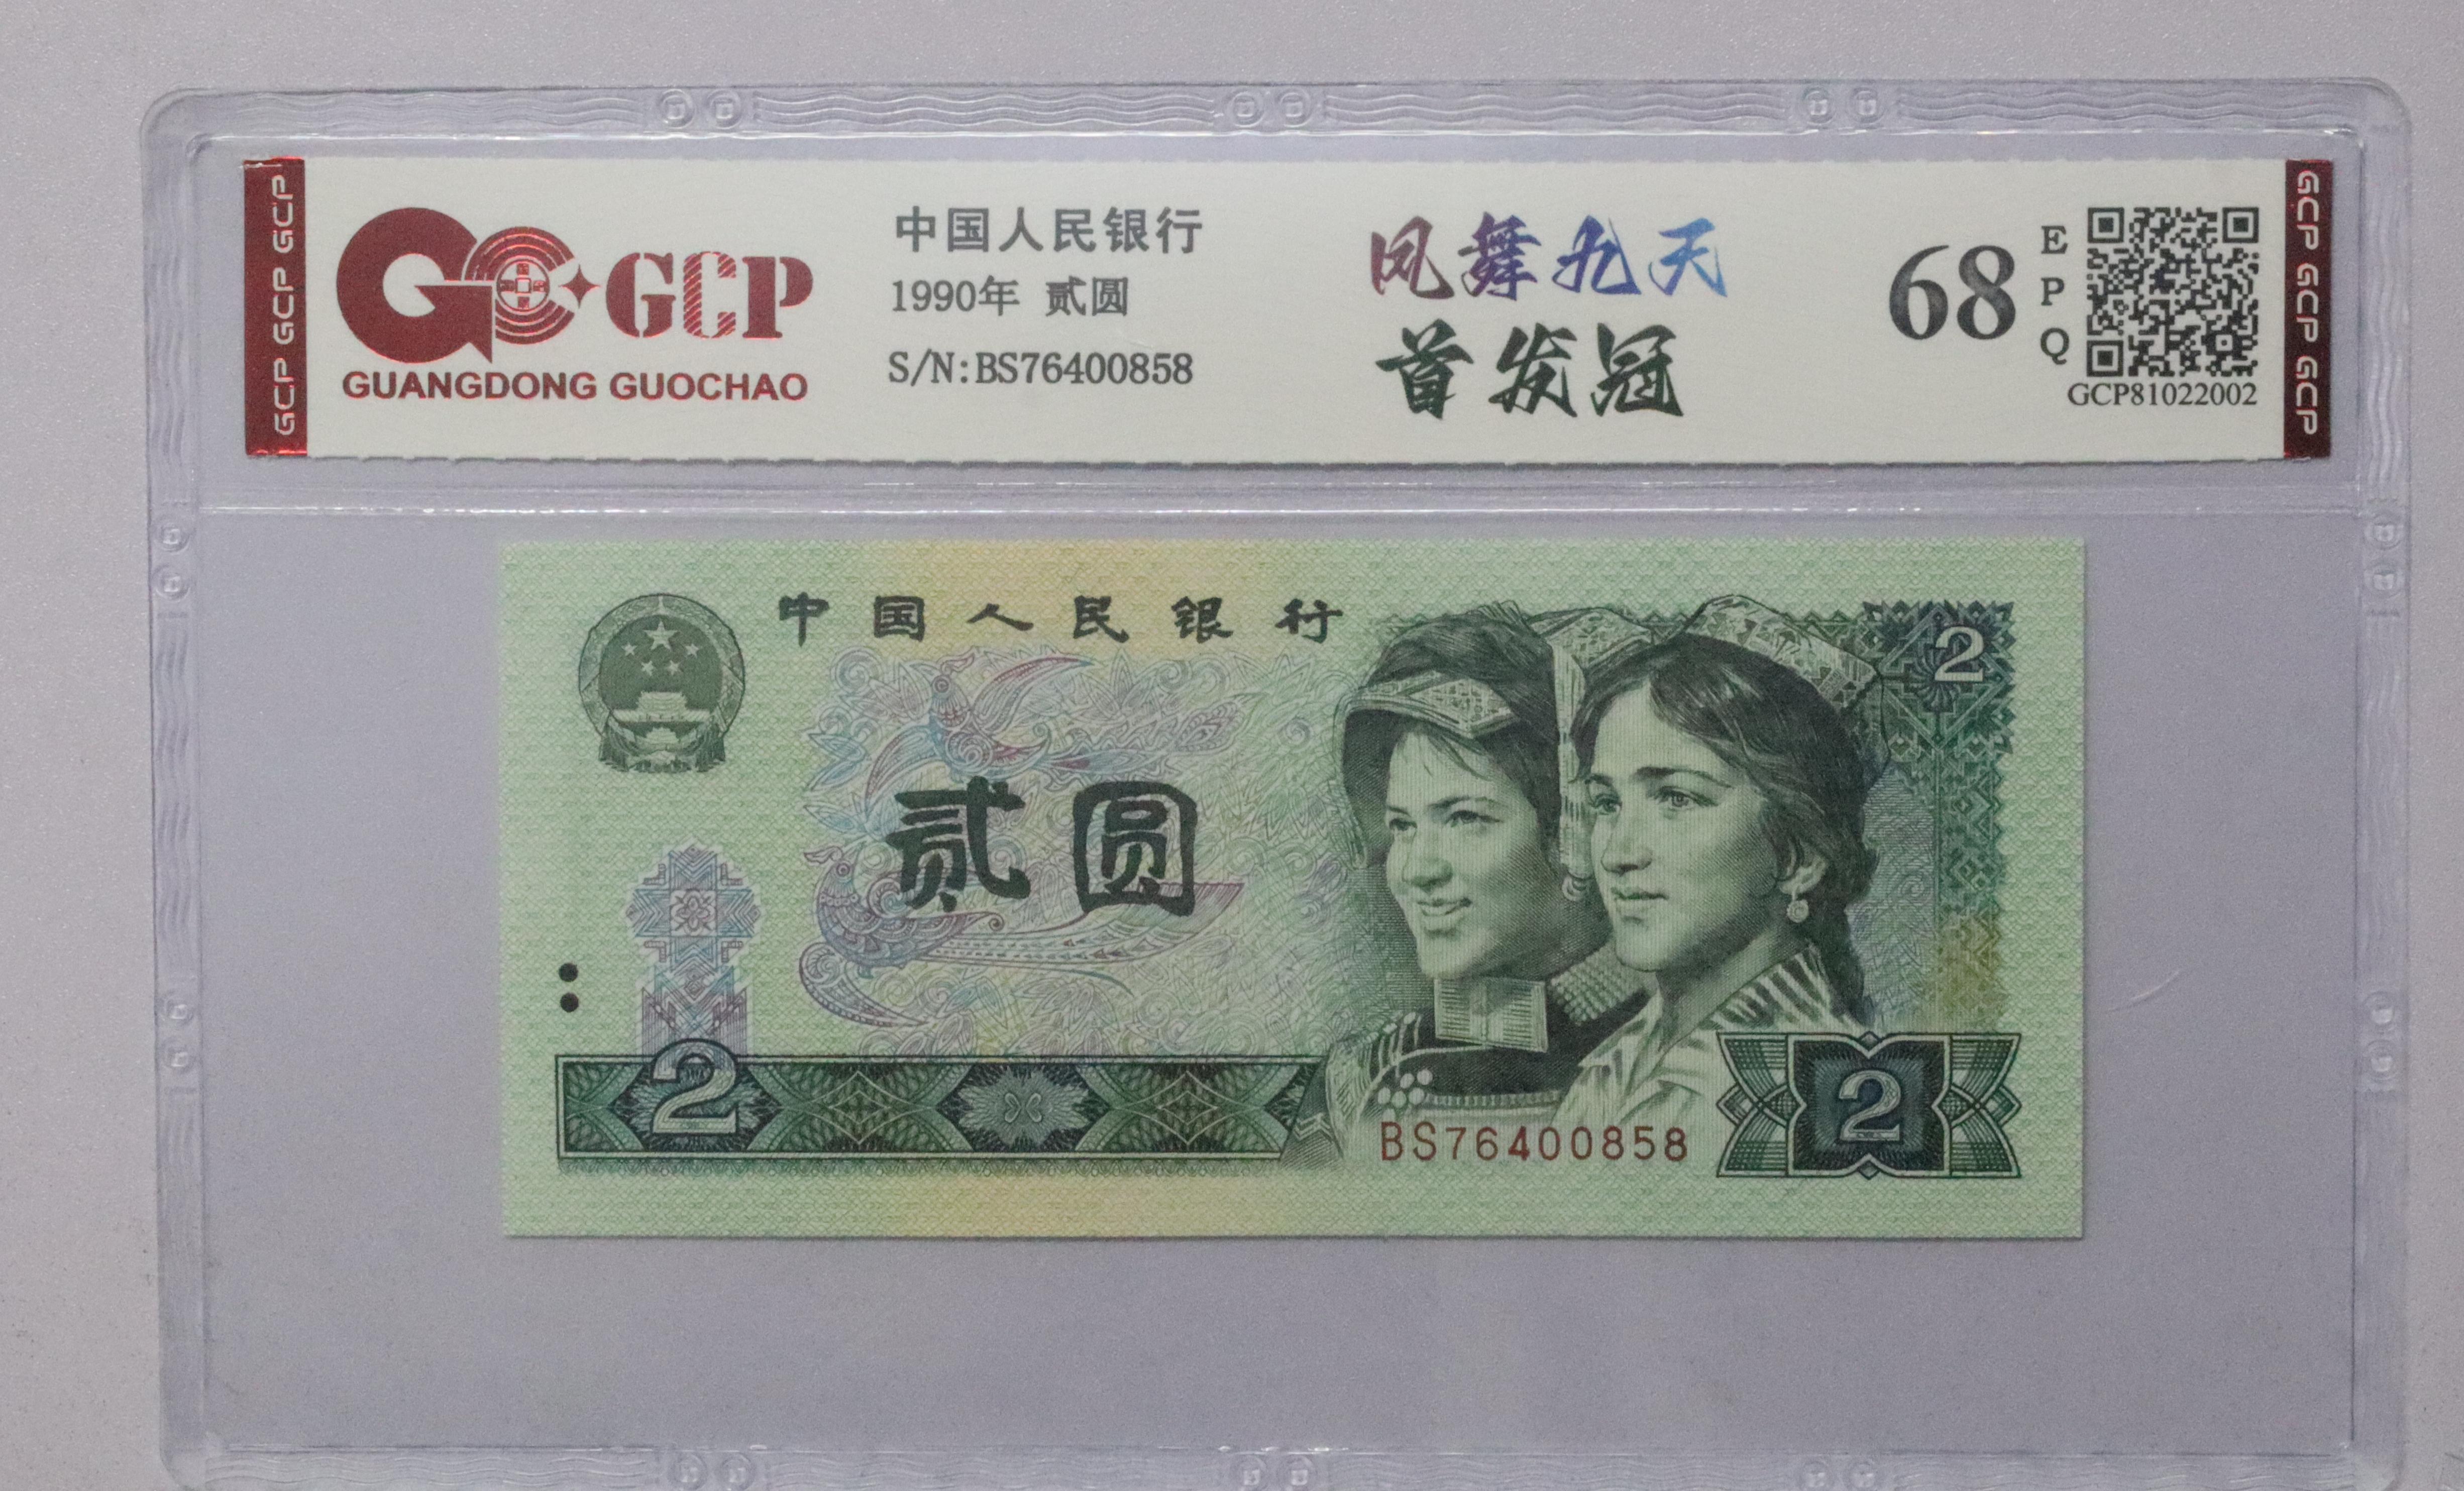 GCP GCP GCP
GCP
GUANGDONG GUOCHAO
中国人民银行
1990年 贰圆
S/N:BS76400858
凤舞九天
首发冠
68
E
P
Q
GCP81022002
GCP GCP GCP
中国人民银行
2
贰圆
2
BS76400858
2